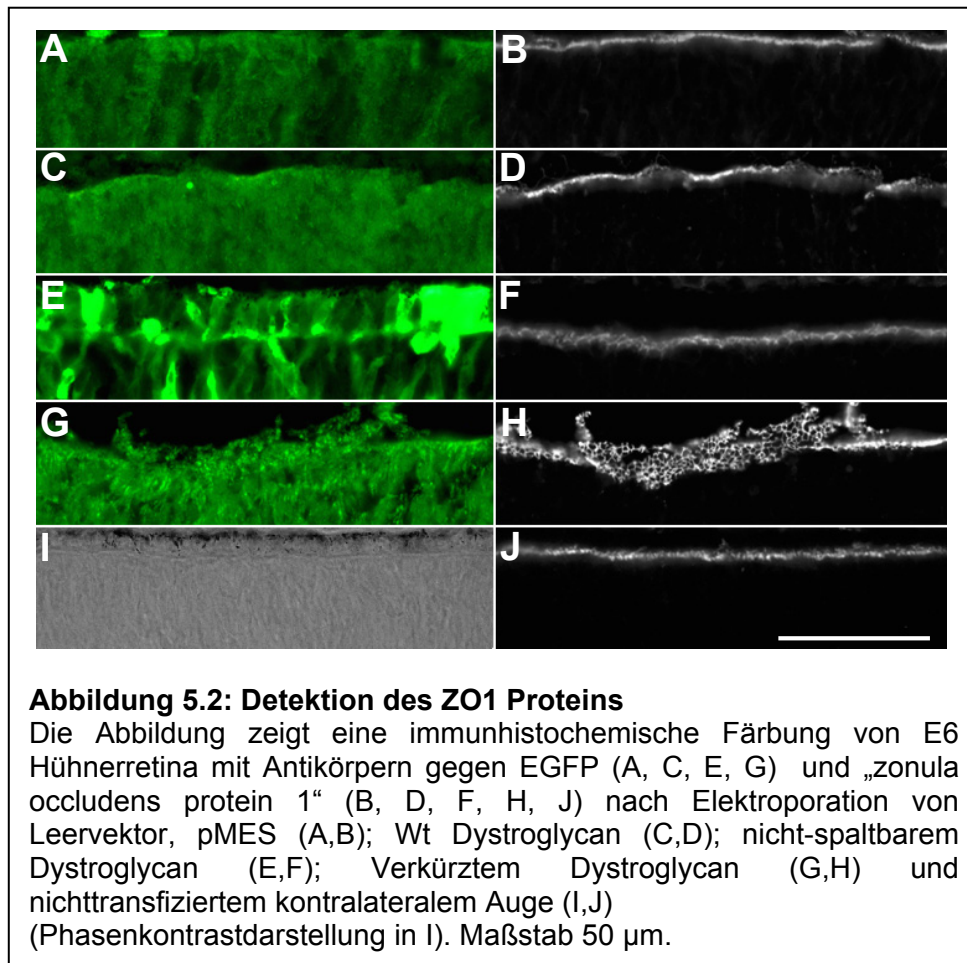 A
B
C
D
E
F
G
H
I
J
Abbildung 5.2: Detektion des ZO1 Proteins
Die Abbildung zeigt eine immunhistochemische Färbung von E6
Hühnerretina mit Antikörpern gegen EGFP (A, C, E, G) und „zonula
occludens protein 1“ (B, D, F, H, J) nach Elektroporation von
Leervektor, pMES (A,B); Wt Dystroglycan (C,D); nicht-spaltbarem
Dystroglycan (E,F); Verkürztem Dystroglycan (G,H) und
nichttransfiziertem kontralateralem Auge (I,J)
(Phasenkontrastdarstellung in I). Maßstab 50 µm.